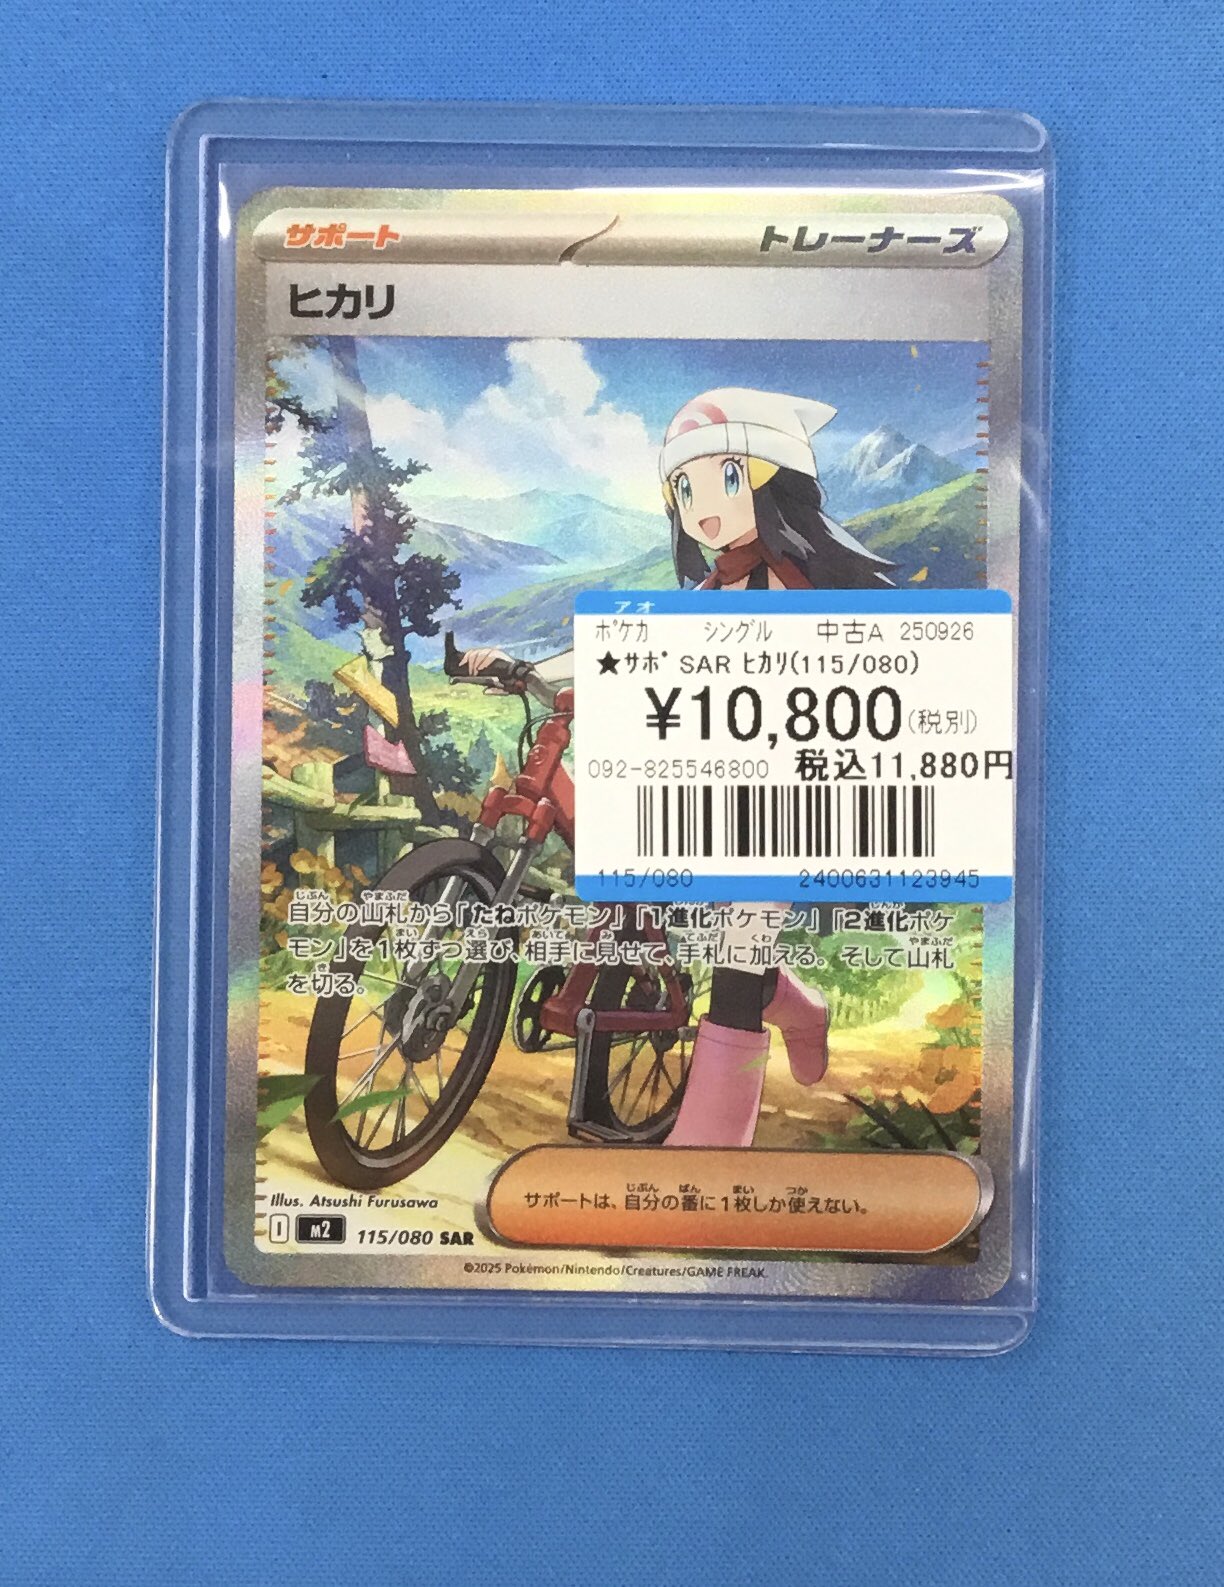 サポート
トレーナーズ
ヒカリ
アオ
ポケカ シングル 中古A 250926
★サポ SAR ヒカリ(115/080)
¥10,800(税別)
092-825546800 税込11,880円
115/080 2400631123945
自分の山札から「たねポケモン」「1進化ポケモン」「2進化ポケ
モン」を1枚ずつ選び、相手に見せて、手札に加える。そして山札
を切る。
サポートは、自分の番に1枚しか使えない。
Illus. Atsushi Furusawa
I m2 115/080 SAR
©2025 Pokémon/Nintendo/Creatures/GAME FREAK.